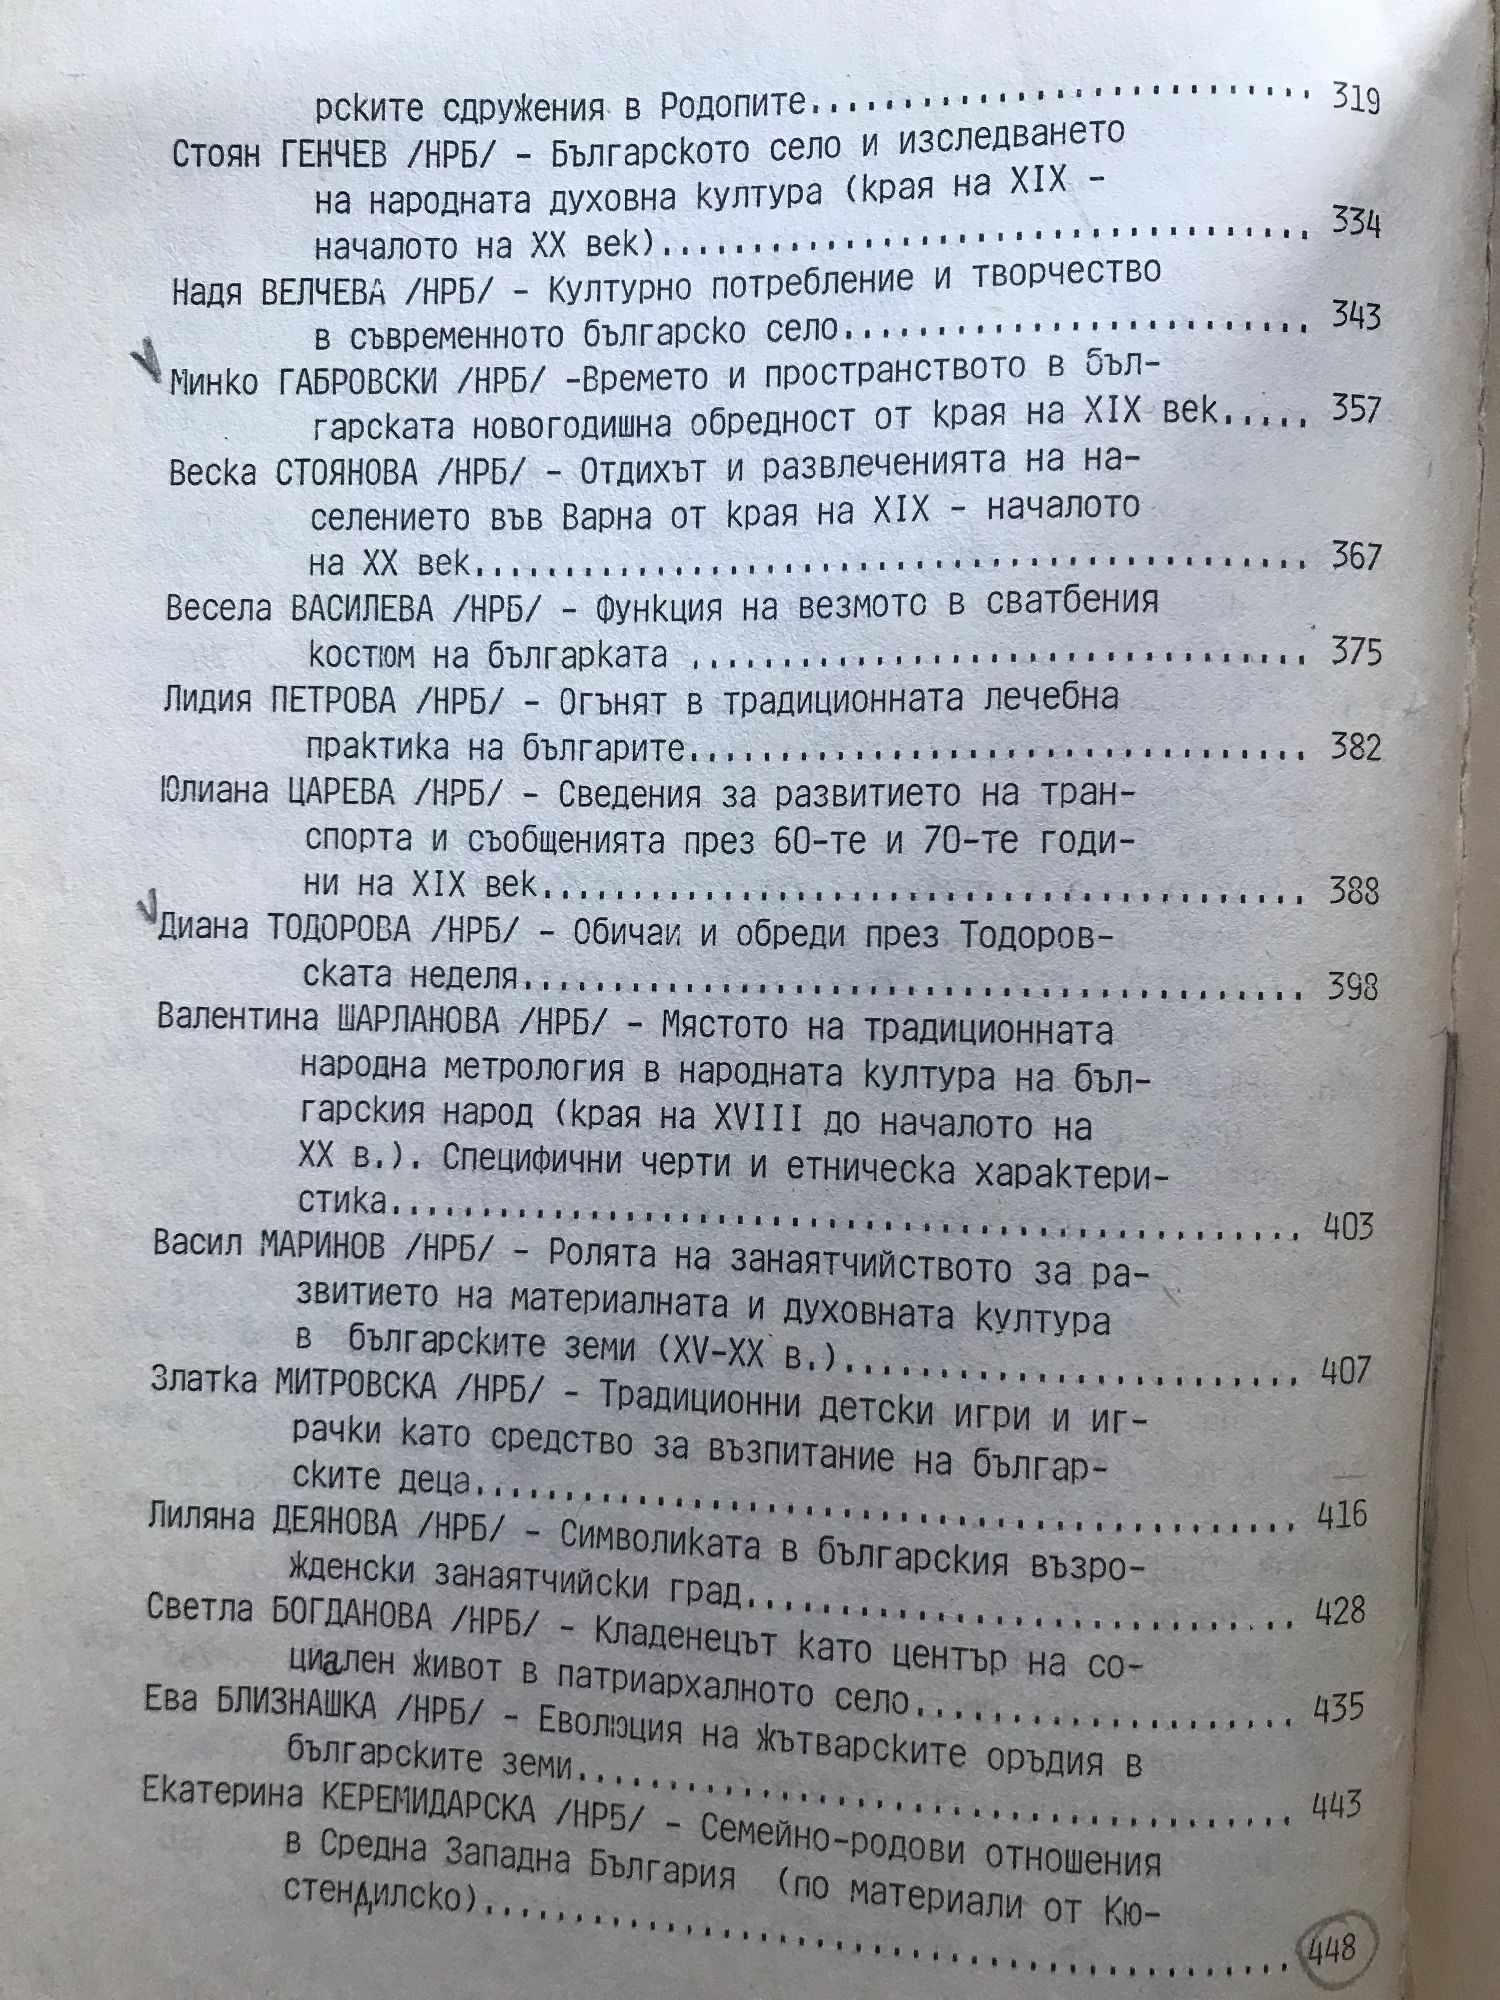 рските сдружения в Родопите............................ 319
Стоян ГЕНЧЕВ /НРБ/ - Българското село и изследването
на народната духовна култура (края на XIX -
началото на XX век).................................... 334
Надя ВЕЛЧЕВА /НРБ/ - Културно потребление и творчество
в съвременното българско село.......................... 343
Минко ГАБРОВСКИ /НРБ/ -Времето и пространството в бъл-
гарската новогодишна обредност от края на XIX век..... 357
Веска СТОЯНОВА /НРБ/ - Отдихът и развлеченията на на-
селението във Варна от края на XIX - началото
на XX век.............................................. 367
Весела ВАСИЛЕВА /НРБ/ - Функция на везмото в сватбения
костюм на българката .................................. 375
Лидия ПЕТРОВА /НРБ/ - Огънят в традиционната лечебна
практика на българите.................................. 382
Юлиана ЦАРЕВА /НРБ/ - Сведения за развитието на тран-
спорта и съобщенията през 60-те и 70-те годи-
ни на XIX век.......................................... 388
Диана ТОДОРОВА /НРБ/ - Обичаи и обреди през Тодоров-
ската неделя........................................... 398
Валентина ШАРЛАНОВА /НРБ/ - Мястото на традиционната
народна метрология в народната култура на бъл-
гарския народ (края на XVIII до началото на
XX в.). Специфични черти и етническа характери-
стика.................................................. 403
Васил МАРИНОВ /НРБ/ - Ролята на занаятчийството за ра-
звитието на материалната и духовната култура
в българските земи (XV-XX в.).......................... 407
Златка МИТРОВСКА /НРБ/ - Традиционни детски игри и иг-
рачки като средство за възпитание на българ-
ските деца............................................. 416
Лиляна ДЕЯНОВА /НРБ/ - Символиката в българския възро-
жденски занаятчийски град.............................. 428
Светла БОГДАНОВА /НРБ/ - Кладенецът като център на со-
циален живот в патриархалното село..................... 435
Ева БЛИЗНАШКА /НРБ/ - Еволюция на жътварските оръдия в
българските земи....................................... 443
Екатерина КЕРЕМИДАРСКА /НРБ/ - Семейно-родови отношения
в Средна Западна България (по материали от Кю-
стендилско)............................................ 448